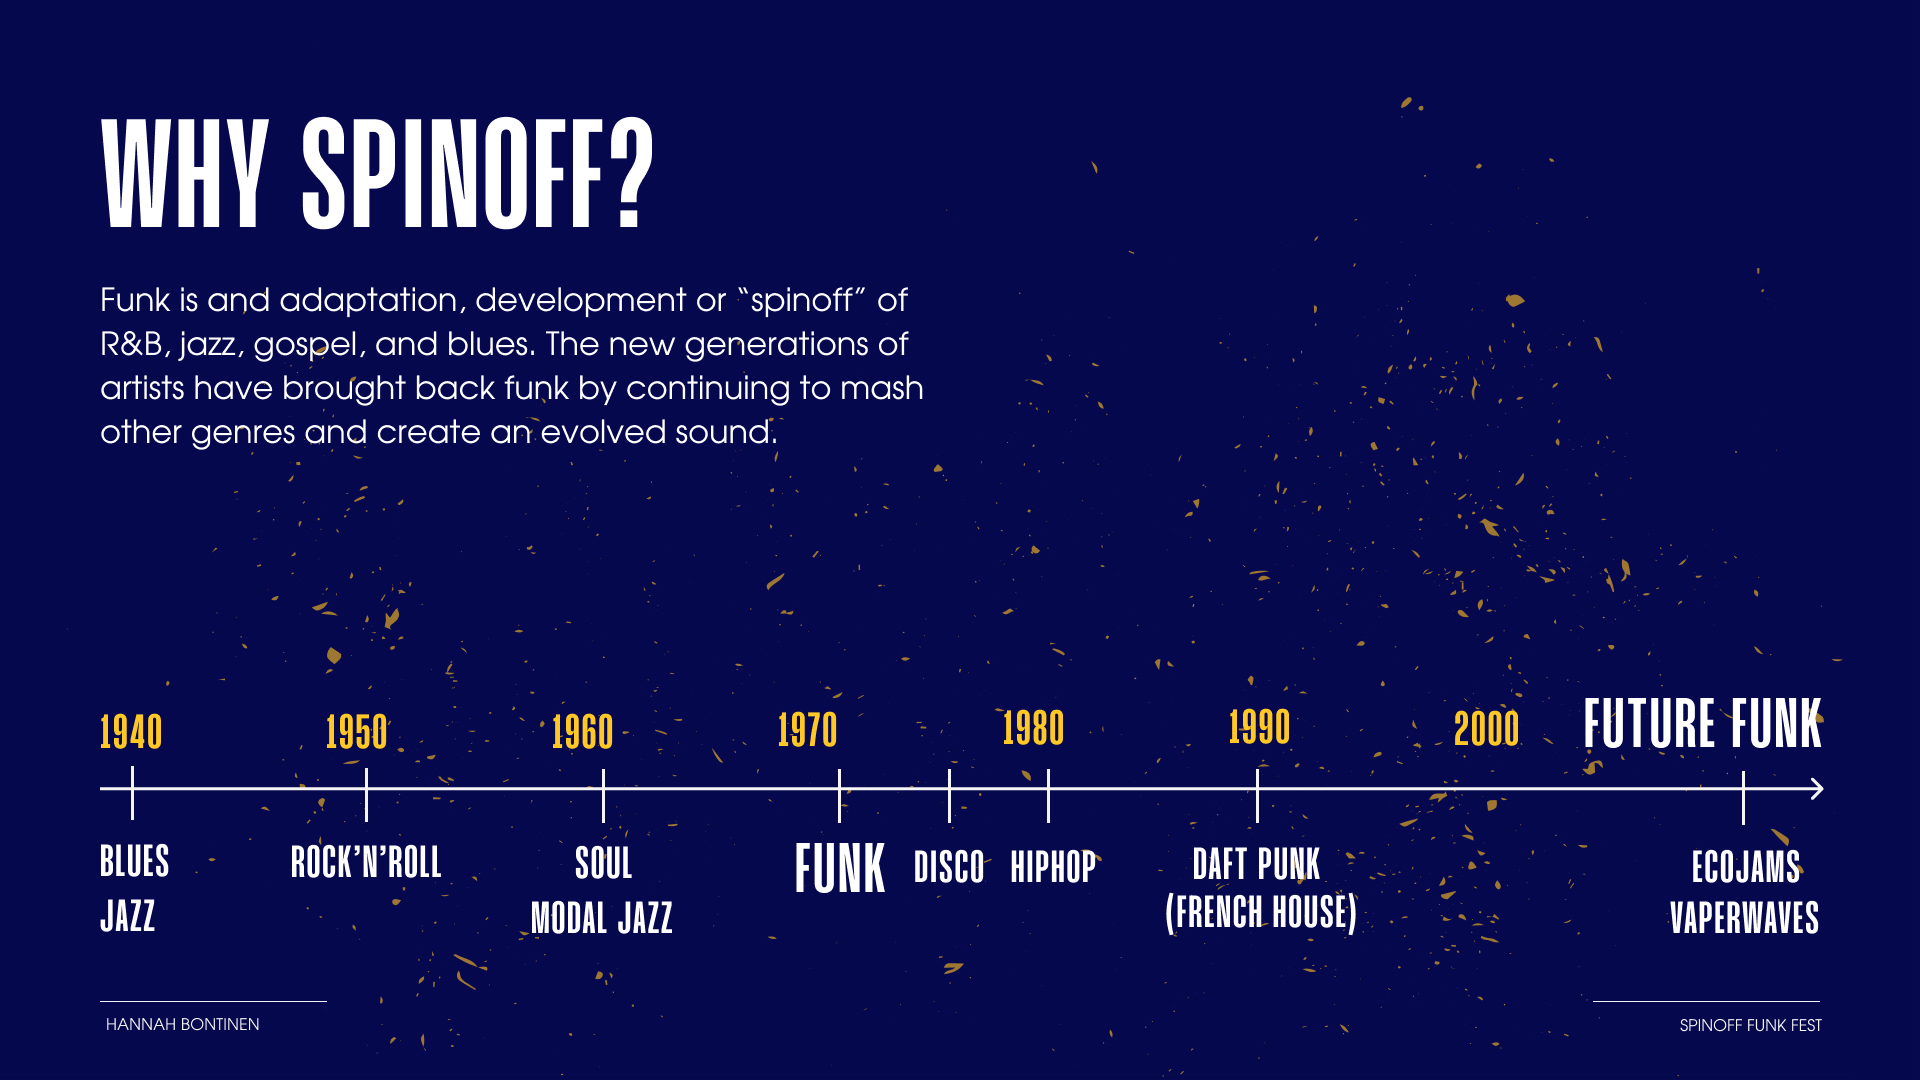 WHY SPINOFF?
Funk is and adaptation, development or “spinoff” of
R&B, jazz, gospel, and blues. The new generations of
artists have brought back funk by continuing to mash
other genres and create an evolved sound.
1940
1950
1960
1970
1980
1990
2000
FUTURE FUNK
BLUES
JAZZ
ROCK’N’ROLL
SOUL
MODAL JAZZ
FUNK
DISCO
HIPHOP
DAFT PUNK
(FRENCH HOUSE)
ECOJAMS
VAPERWAVES
HANNAH BONTINEN
SPINOFF FUNK FEST